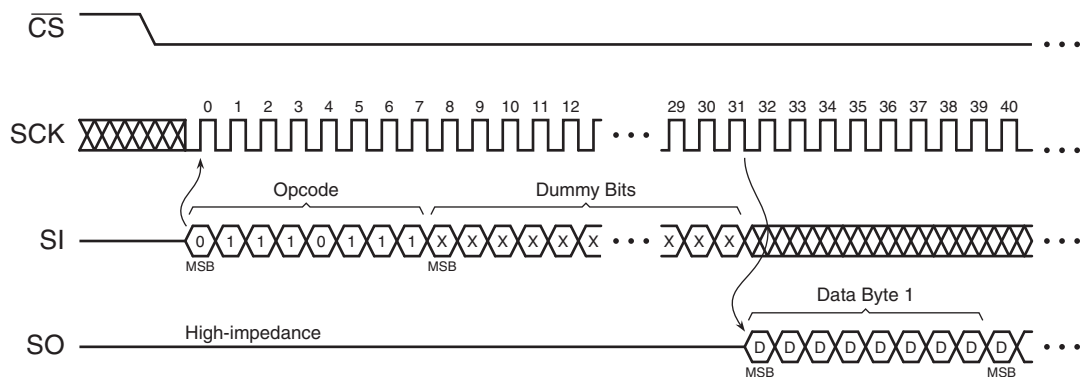 CS
0 1 2 3 4 5 6 7 8 9 10 11 12 29 30 31 32 33 34 35 36 37 38 39 40
SCK
Opcode Dummy Bits
SI 0 1 1 1 0 1 1 1 X X X X X X X X X
MSB MSB
Data Byte 1
High-impedance
SO D D D D D D D D D
MSB MSB